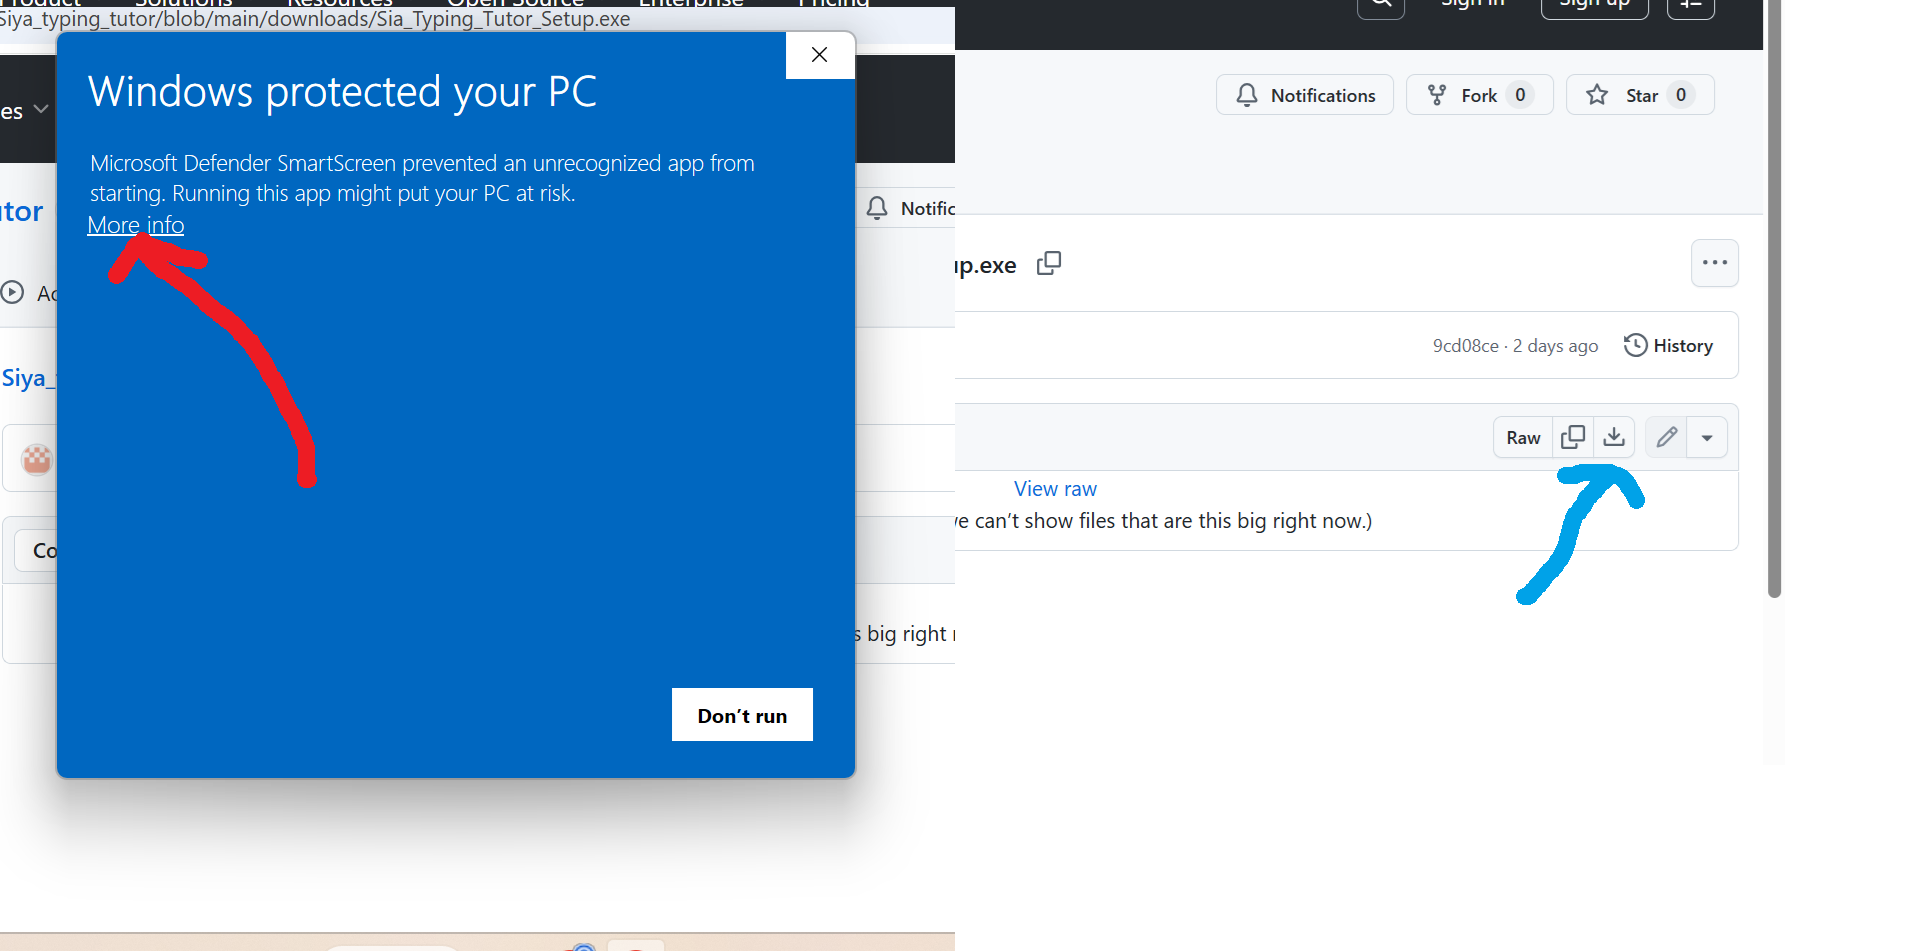 Product Solutions Resources Open Source Enterprise Pricing
Siya_typing_tutor/blob/main/downloads/Sia_Typing_Tutor_Setup.exe
Windows protected your PC
Microsoft Defender SmartScreen prevented an unrecognized app from
starting. Running this app might put your PC at risk.
More info
Don't run
es
utor
Ac
Siya_t
Co
Notific
s big right
Sign in Sign up
Notifications Fork 0 Star 0
up.exe
9cd08ce · 2 days ago History
Raw
View raw
ve can't show files that are this big right now.)